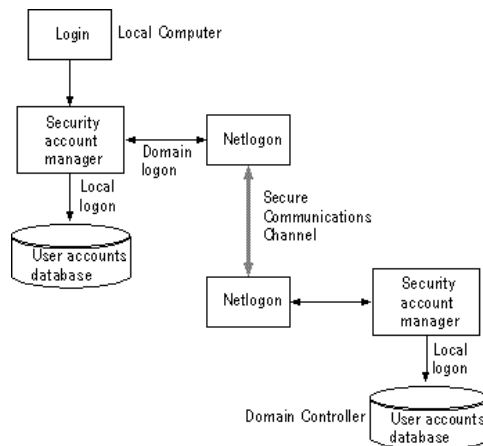 Login
Local Computer
Security
account
manager
Domain
logon
Netlogon
Local
logon
User accounts
database
Secure
Communications
Channel
Netlogon
Security
account
manager
Local
logon
Domain Controller
User accounts
database